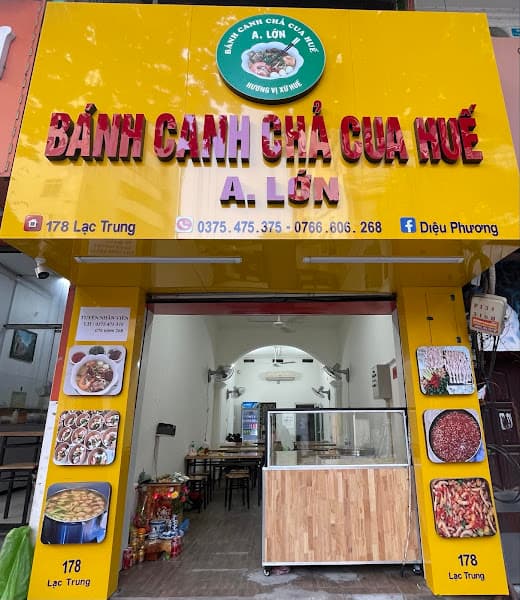 BÁNH CANH CHẢ CUA HUẾ
A. LỚN
HƯƠNG VỊ XỨ HUẾ
BÁNH CANH CHẢ CUA HUẾ
A. LỚN
178 Lạc Trung
0375.475.375 - 0766.606.268
Diệu Phương
TUYỂN NHÂN VIÊN
178
Lạc Trung
178
Lạc Trung